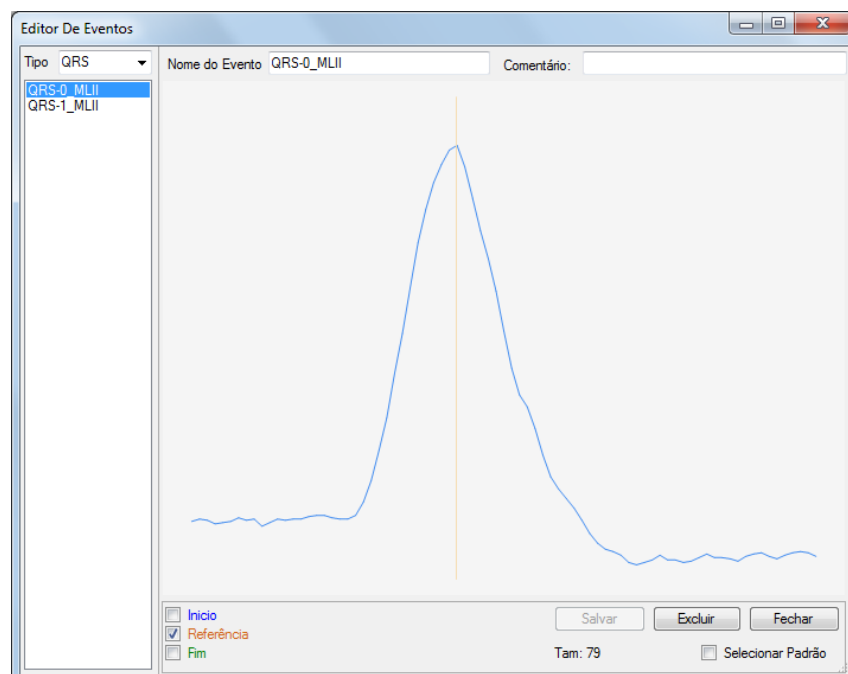 Editor De Eventos
Tipo QRS
Nome do Evento QRS-0_MLII
Comentário:
QRS-0_MLII
QRS-1_MLII
Inicio
Referência
Fim
Salvar
Excluir
Fechar
Tam: 79
Selecionar Padrão